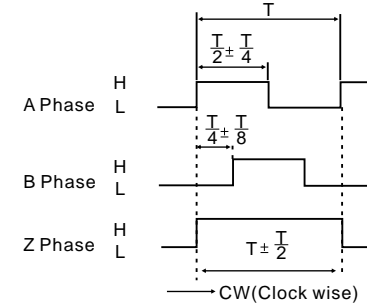 T
T/2 ± T/4
H
A Phase L
T/4 ± T/8
H
B Phase L
H
Z Phase L
T ± T/2
CW(Clock wise)